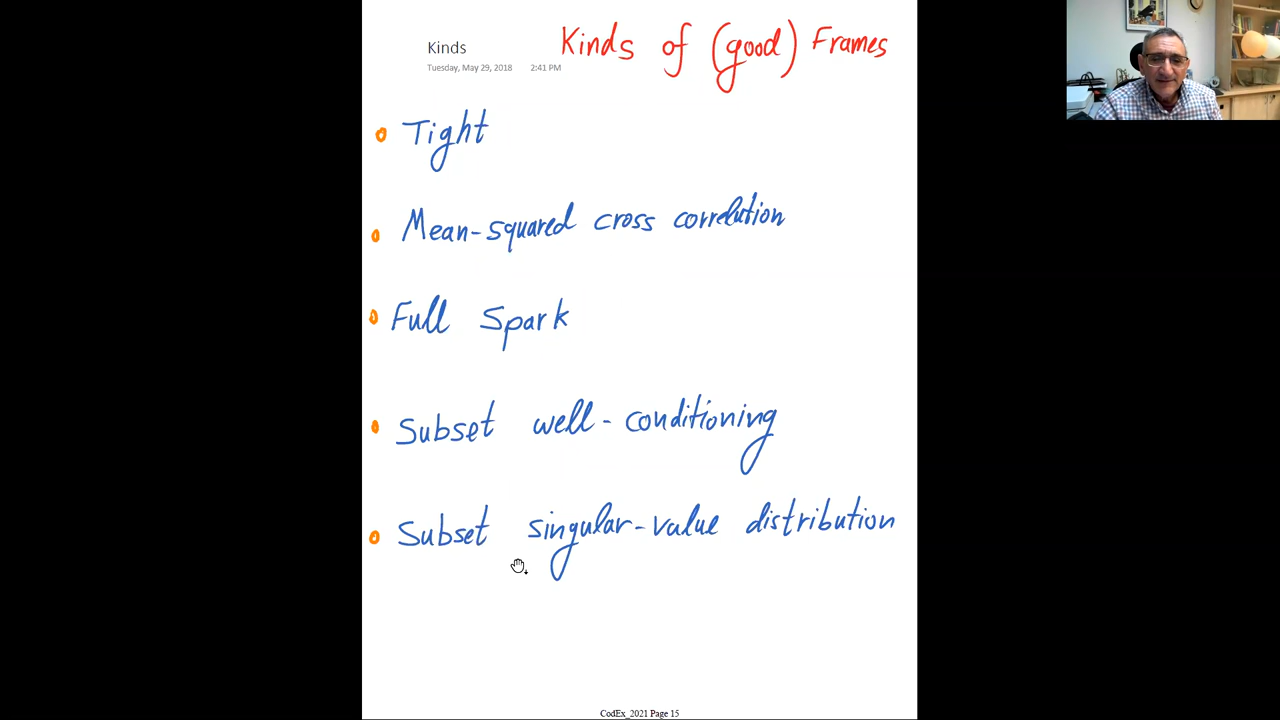 Kinds of (good) Frames
Kinds
Tuesday, May 29, 2018 2:41 PM
Tight
Mean-squared cross correlation
Full Spark
Subset well-conditioning
Subset singular-value distribution
CodEx_2021 Page 15